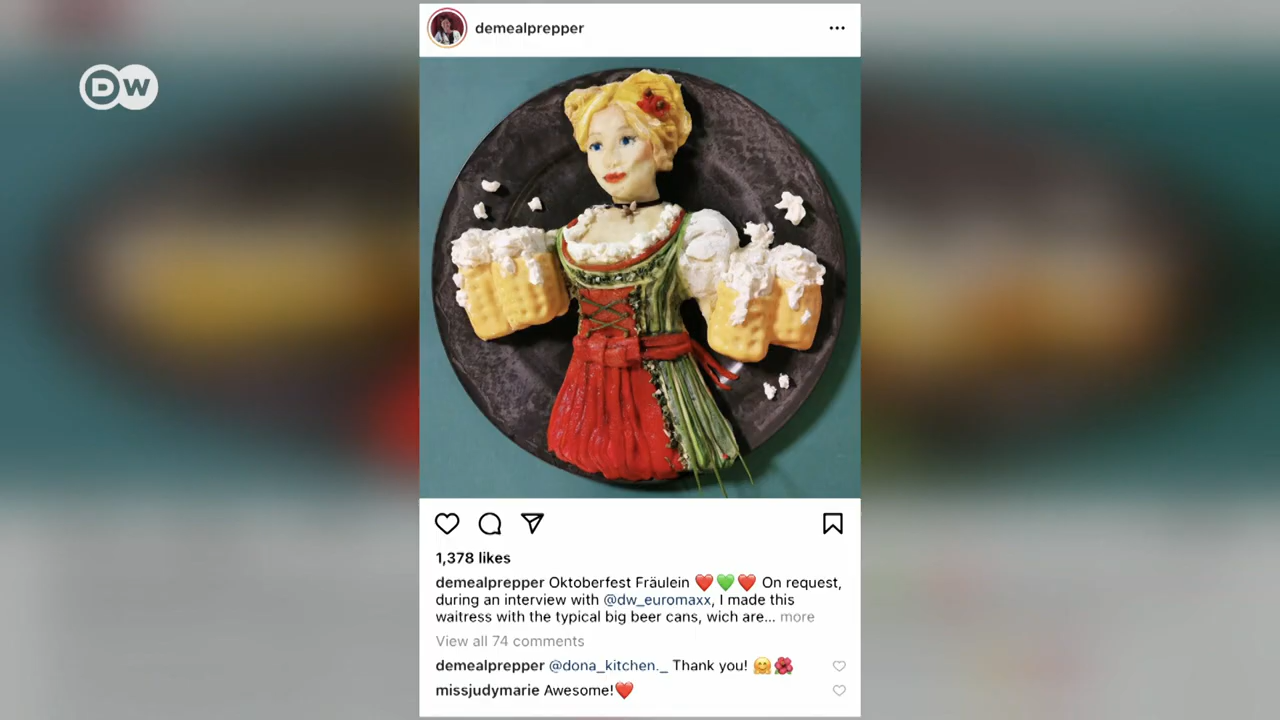 demealprepper
DW
1,378 likes
demealprepper Oktoberfest Fräulein ❤️💚❤️ On request,
during an interview with @dw_euromaxx, I made this
waitress with the typical big beer cans, wich are... more
View all 74 comments
demealprepper @dona_kitchen._ Thank you! 🤗🌺
missjudymarie Awesome!❤️